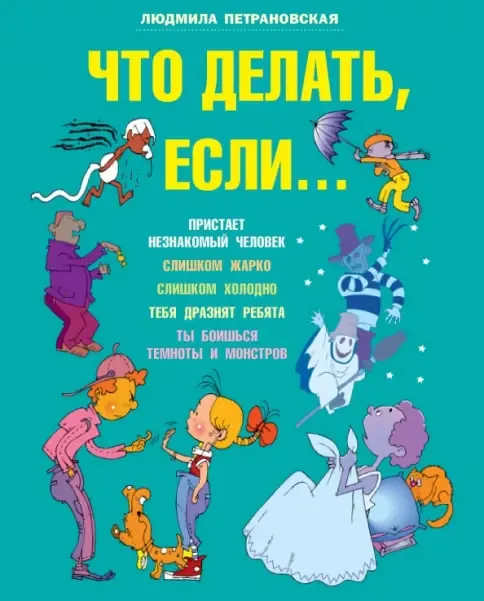 ЛЮДМИЛА ПЕТРАНОВСКАЯ
ЧТО ДЕЛАТЬ,
ЕСЛИ...
ПРИСТАЕТ
НЕЗНАКОМЫЙ ЧЕЛОВЕК
СЛИШКОМ ЖАРКО
СЛИШКОМ ХОЛОДНО
ТЕБЯ ДРАЗНЯТ РЕБЯТА
ТЫ БОИШЬСЯ
ТЕМНОТЫ И МОНСТРОВ